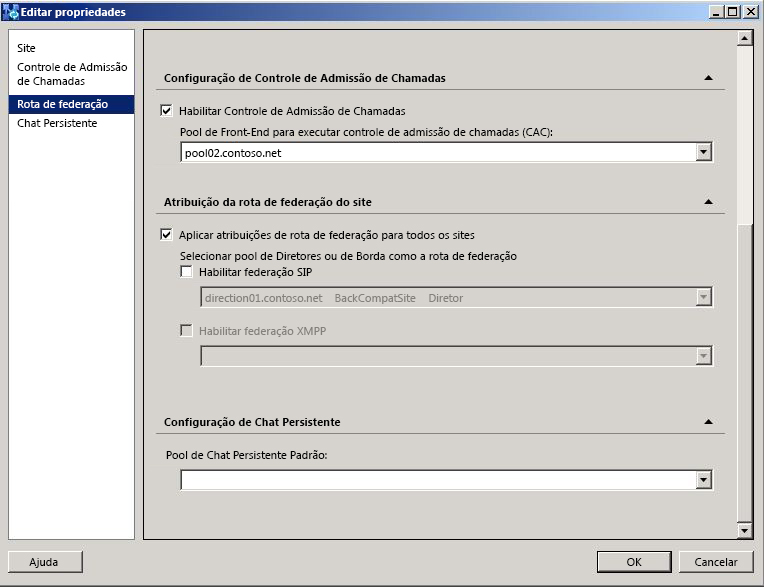 Editar propriedades
Site
Controle de Admissão
de Chamadas
Rota de federação
Chat Persistente
Configuração de Controle de Admissão de Chamadas
Habilitar Controle de Admissão de Chamadas
Pool de Front-End para executar controle de admissão de chamadas (CAC):
pool02.contoso.net
Atribuição da rota de federação do site
Aplicar atribuições de rota de federação para todos os sites
Selecionar pool de Diretores ou de Borda como a rota de federação
Habilitar federação SIP
direction01.contoso.net BackCompatSite Diretor
Habilitar federação XMPP
Configuração de Chat Persistente
Pool de Chat Persistente Padrão:
Ajuda
OK
Cancelar